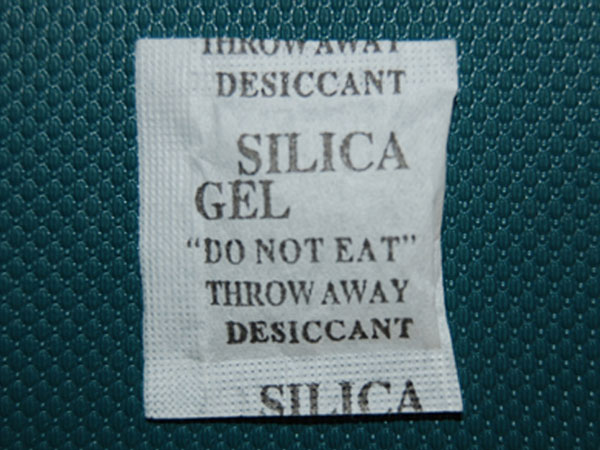 THROW AWAY
DESICCANT
SILICA
GEL
“DO NOT EAT”
THROW AWAY
DESICCANT
SILICA